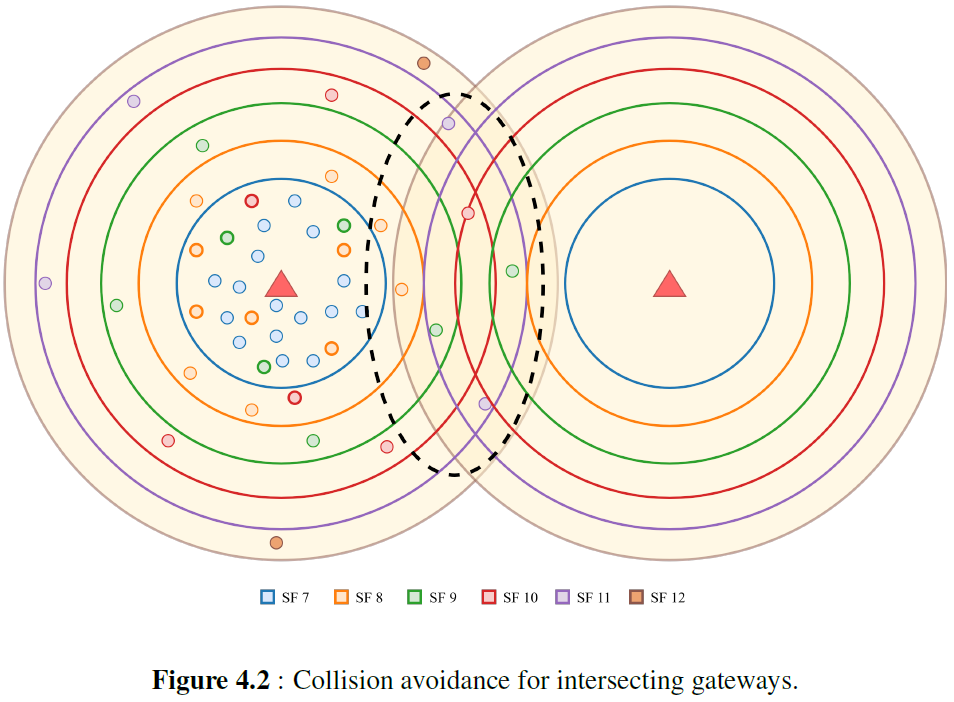 SF 7 SF 8 SF 9 SF 10 SF 11 SF 12
Figure 4.2 : Collision avoidance for intersecting gateways.